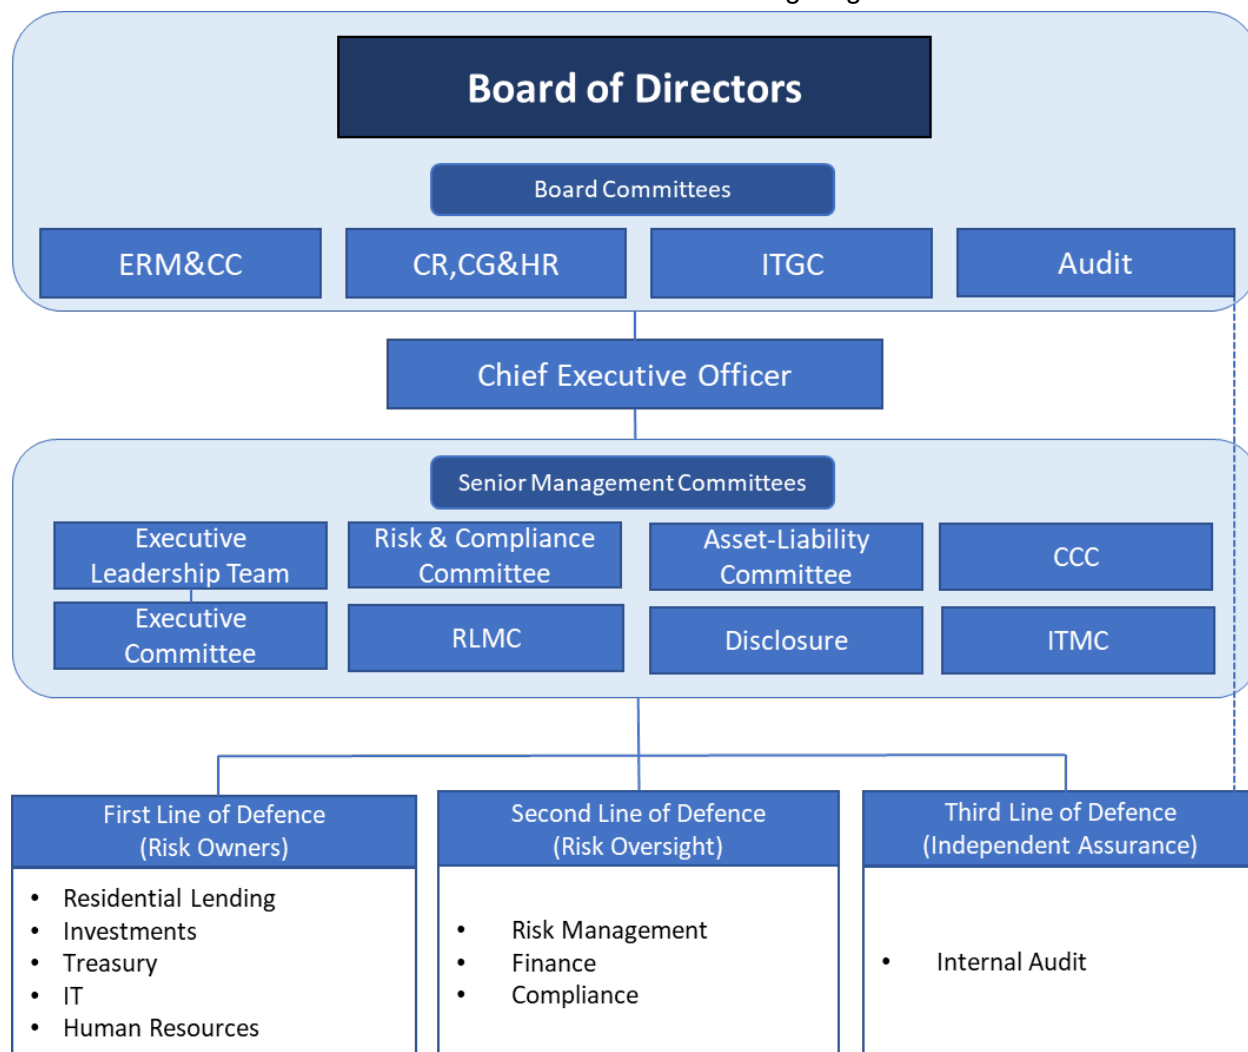 Board of Directors
Board Committees
ERM&CC
CR,CG&HR
ITGC
Audit
Chief Executive Officer
Senior Management Committees
Executive
Leadership Team
Risk & Compliance
Committee
Asset-Liability
Committee
CCC
Executive
Committee
RLMC
Disclosure
ITMC
First Line of Defence
(Risk Owners)
• Residential Lending
• Investments
• Treasury
• IT
• Human Resources
Second Line of Defence
(Risk Oversight)
• Risk Management
• Finance
• Compliance
Third Line of Defence
(Independent Assurance)
• Internal Audit